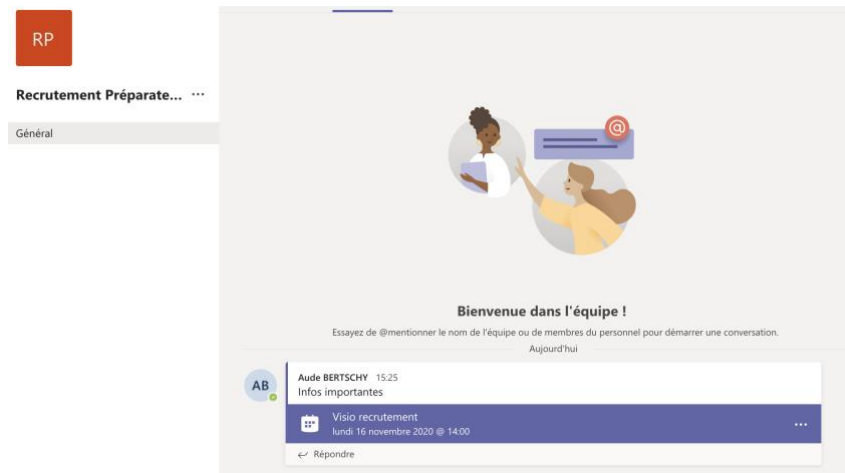 RP
Recrutement Préparate... ...
Général
@
Bienvenue dans l'équipe !
Essayez de @mentionner le nom de l'équipe ou de membres du personnel pour démarrer une conversation.
Aujourd'hui
AB
Aude BERTSCHY 15:25
Infos importantes
Visio recrutement
lundi 16 novembre 2020 @ 14:00
...
Répondre